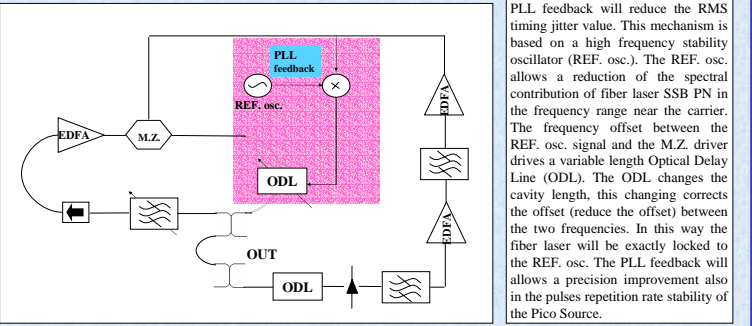 PLL
feedback
REF. osc.
EDFA
M.Z.
ODL
OUT
ODL
EDFA
EDFA
PLL feedback will reduce the RMS
timing jitter value. This mechanism is
based on a high frequency stability
oscillator (REF. osc.). The REF. osc.
allows a reduction of the spectral
contribution of fiber laser SSB PN in
the frequency range near the carrier.
The frequency offset between the
REF. osc. signal and the M.Z. driver
drives a variable length Optical Delay
Line (ODL). The ODL changes the
cavity length, this changing corrects
the offset (reduce the offset) between
the two frequencies. In this way the
fiber laser will be exactly locked to
the REF. osc. The PLL feedback will
allows a precision improvement also
in the pulses repetition rate stability of
the Pico Source.